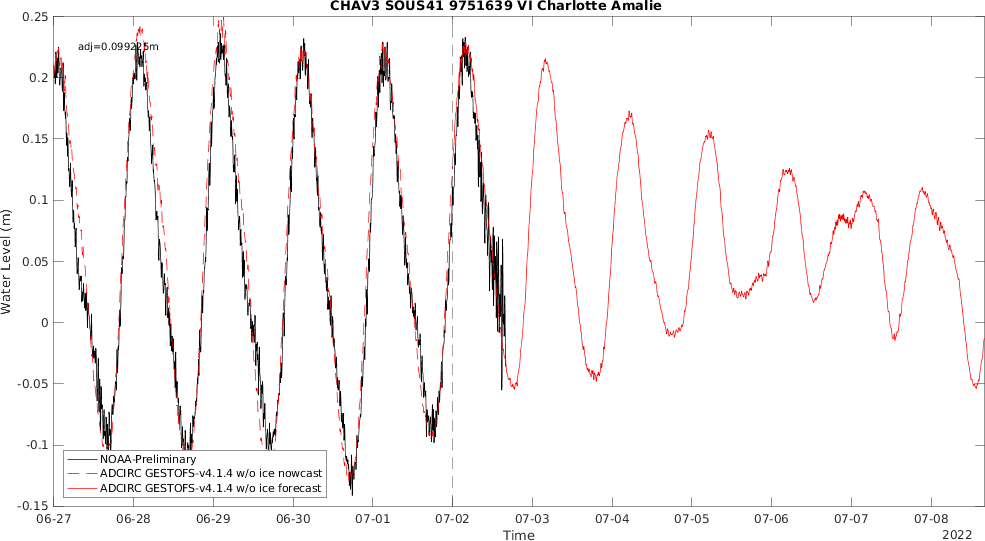 CHAV3 SOUS41 9751639 VI Charlotte Amalie
adj=0.099225m
Water Level (m)
0.25
0.2
0.15
0.1
0.05
0
-0.05
-0.1
-0.15
NOAA-Preliminary
ADCIRC GESTOFS-v4.1.4 w/o ice nowcast
ADCIRC GESTOFS-v4.1.4 w/o ice forecast
06-27 06-28 06-29 06-30 07-01 07-02 07-03 07-04 07-05 07-06 07-07 07-08
Time
2022